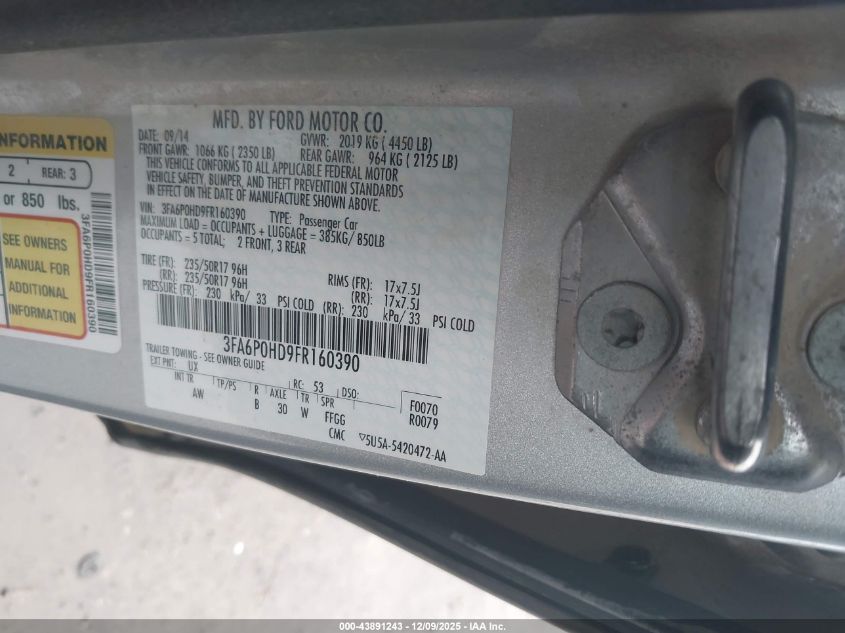 INFORMATION
2 REAR: 3
or 850 lbs.
SEE OWNERS
MANUAL FOR
ADDITIONAL
INFORMATION
3FA6P0HD9FR160390
MFD. BY FORD MOTOR CO.
DATE: 09/14 GVWR: 2019 KG ( 4450 LB)
FRONT GAWR: 1066 KG ( 2350 LB) REAR GAWR: 964 KG ( 2125 LB)
THIS VEHICLE CONFORMS TO ALL APPLICABLE FEDERAL MOTOR
VEHICLE SAFETY, BUMPER, AND THEFT PREVENTION STANDARDS
IN EFFECT ON THE DATE OF MANUFACTURE SHOWN ABOVE.
VIN: 3FA6P0HD9FR160390 TYPE: Passenger Car
MAXIMUM LOAD = OCCUPANTS + LUGGAGE = 385KG/ 850LB
OCCUPANTS = 5 TOTAL; 2 FRONT, 3 REAR
TIRE (FR): 235/50R17 96H RIMS (FR): 17x7.5J
(RR): 235/50R17 96H (RR): 17x7.5J
PRESSURE (FR): 230 kPa/ 33 PSI COLD (RR): 230 kPa/ 33 PSI COLD
3FA6P0HD9FR160390
TRAILER TOWING - SEE OWNER GUIDE
EXT PNT: UX RC: 53 DSO:
INT TR TP/PS R AXLE TR SPR F0070
AW B 30 W FFGG R0079
CMC ▽5U5A-5420472-AA
000-43891243 / 12/09/2025 - IAA Inc.